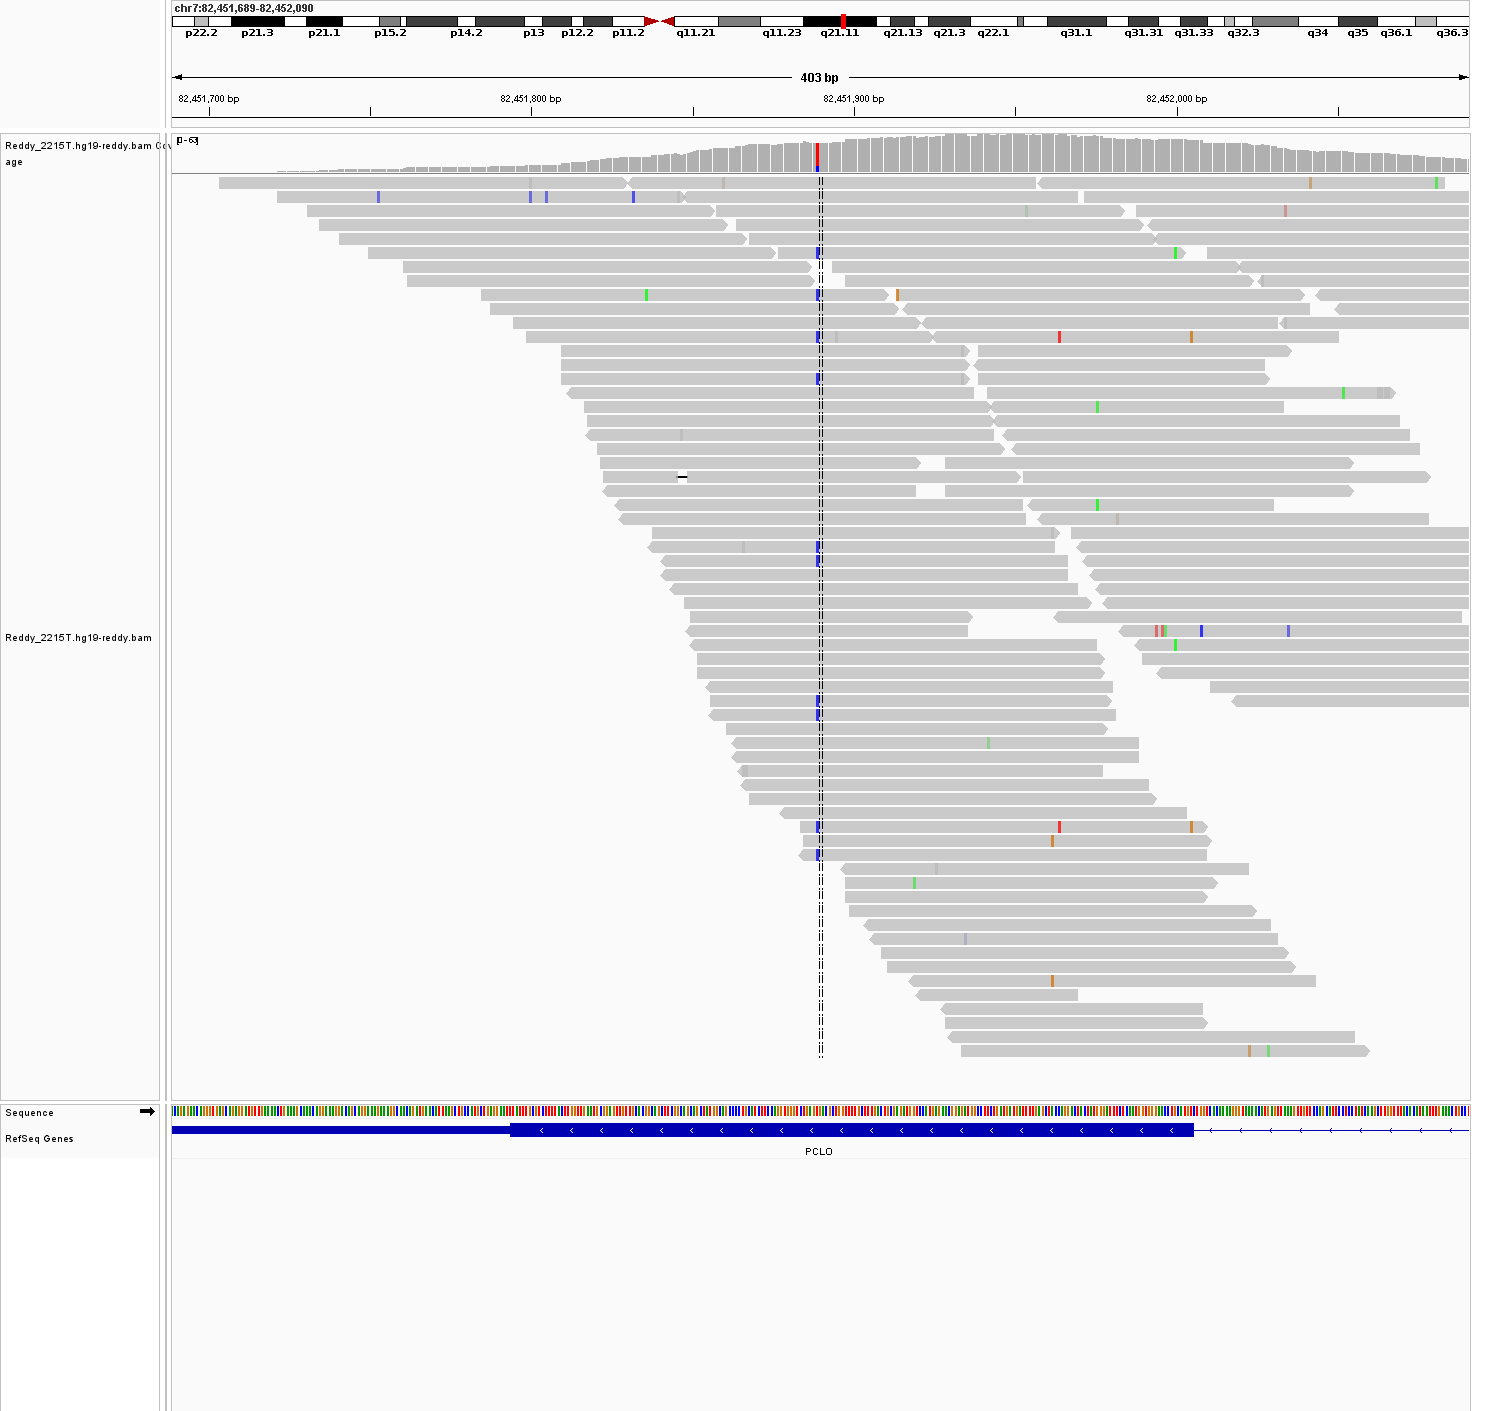 chr7:82,451,689-82,452,090
p22.2 p21.3 p21.1 p15.2 p14.2 p13 p12.2 p11.2 q11.21 q11.23 q21.11 q21.13 q21.3 q22.1 q31.1 q31.31 q31.33 q32.3 q34 q35 q36.1 q36.3
403 bp
82,451,700 bp 82,451,800 bp 82,451,900 bp 82,452,000 bp
[0-63]
Reddy_2215T.hg19-reddy.bam Cov
age
Reddy_2215T.hg19-reddy.bam
Sequence
RefSeq Genes
PCLO